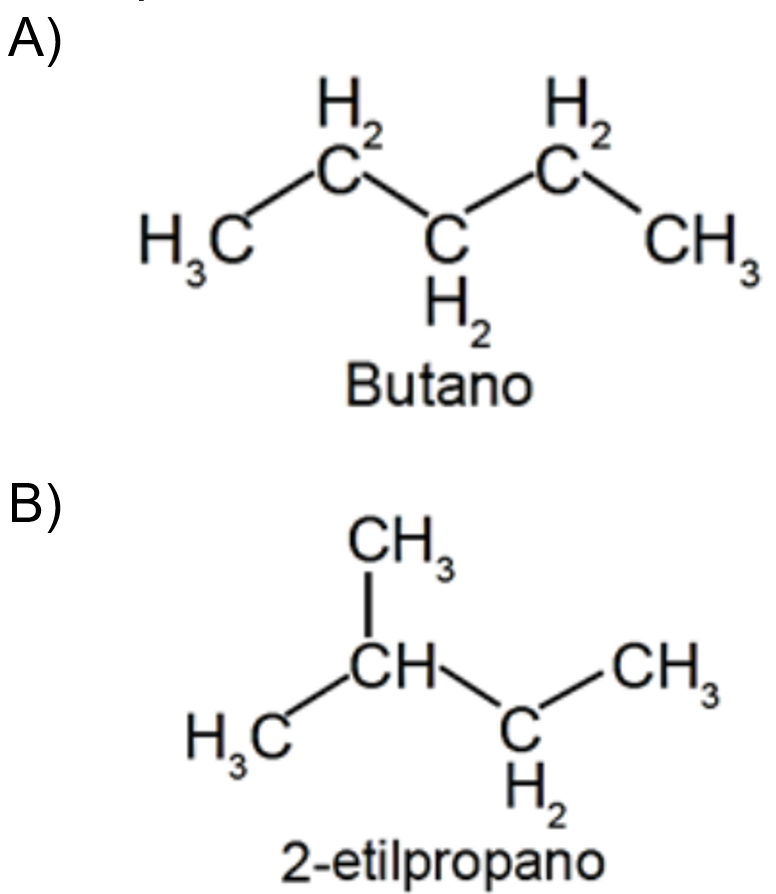 A)
H₂ H₂
C C
H₃C C CH₃
H₂
Butano
B)
CH₃
CH CH₃
H₃C C
H₂
2-etilpropano